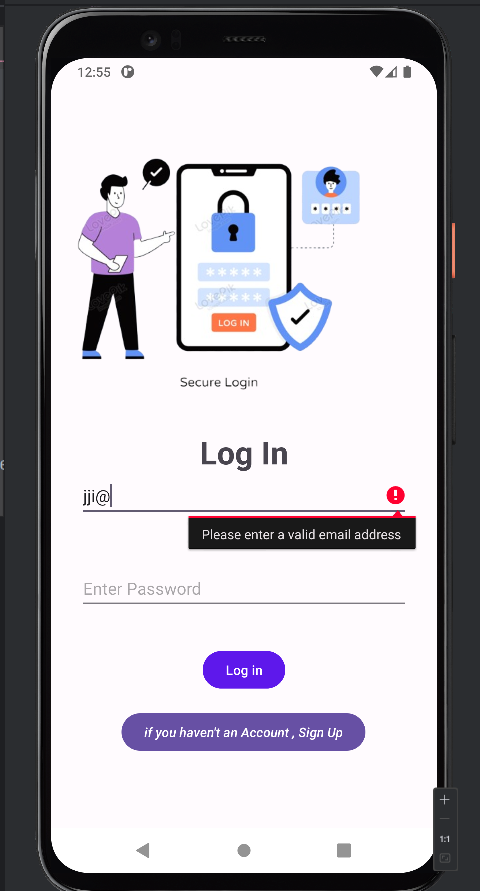 12:55
LOG IN
Secure Login
Log In
jji@
Please enter a valid email address
Enter Password
Log in
if you haven't an Account , Sign Up
1:1